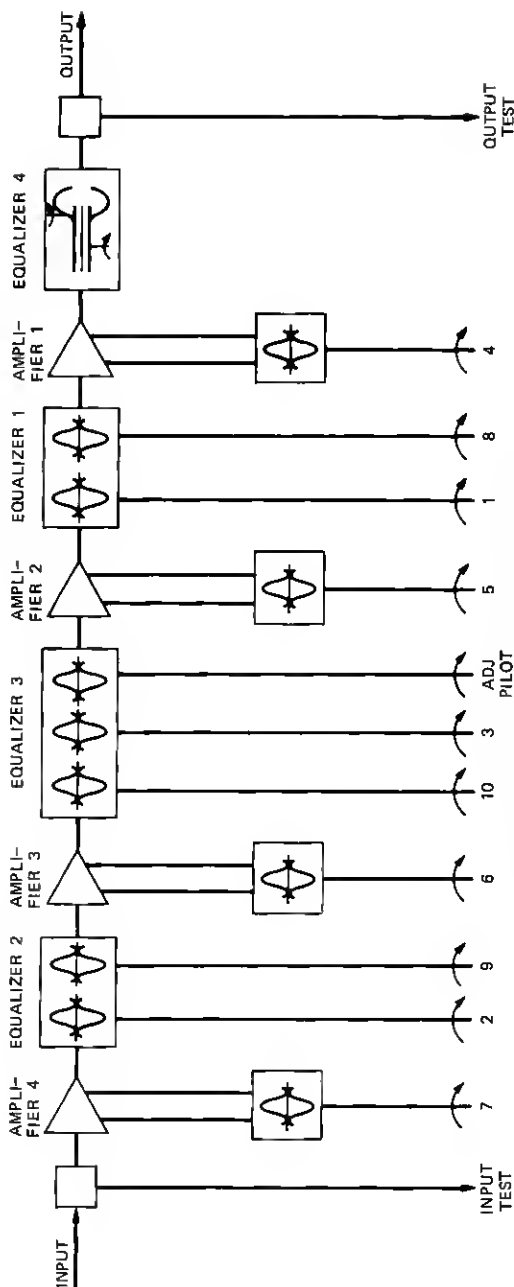 INPUT
AMPLI-
FIER 4
EQUALIZER 2
AMPLI-
FIER 3
EQUALIZER 3
AMPLI-
FIER 2
EQUALIZER 1
AMPLI-
FIER 1
EQUALIZER 4
OUTPUT
INPUT
TEST
7
2
9
6
10
3
ADJ
PILOT
5
1
8
4
OUTPUT
TEST